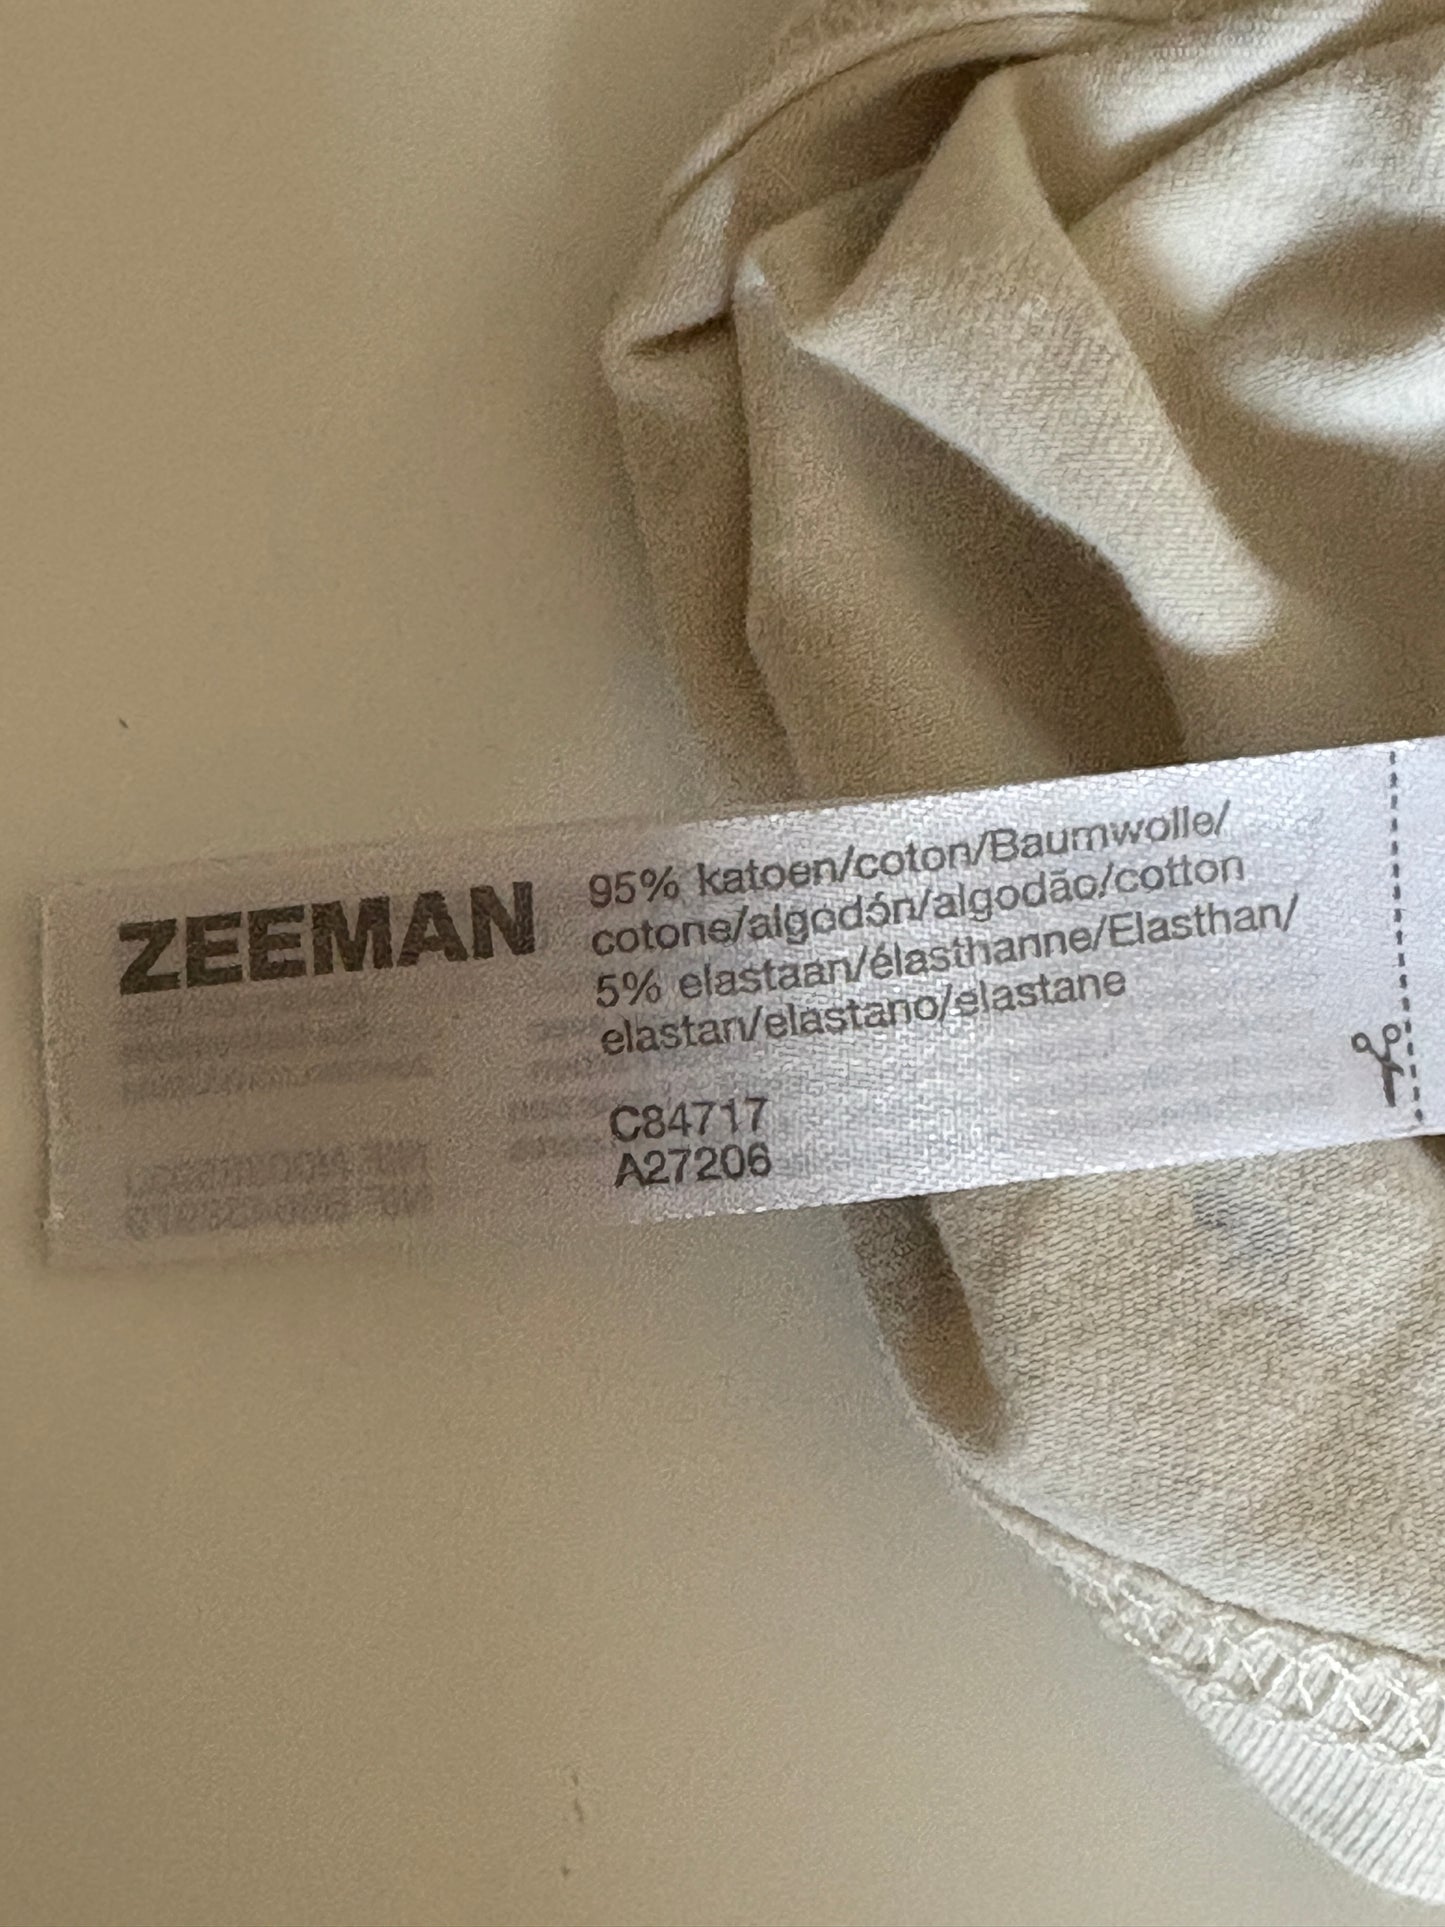 ZEEMAN
95% katoen/coton/Baumwolle/
cotone/algodón/algodão/cotton
5% elastaan/élasthanne/Elasthan/
elastan/elastano/elastane
C84717
A27206